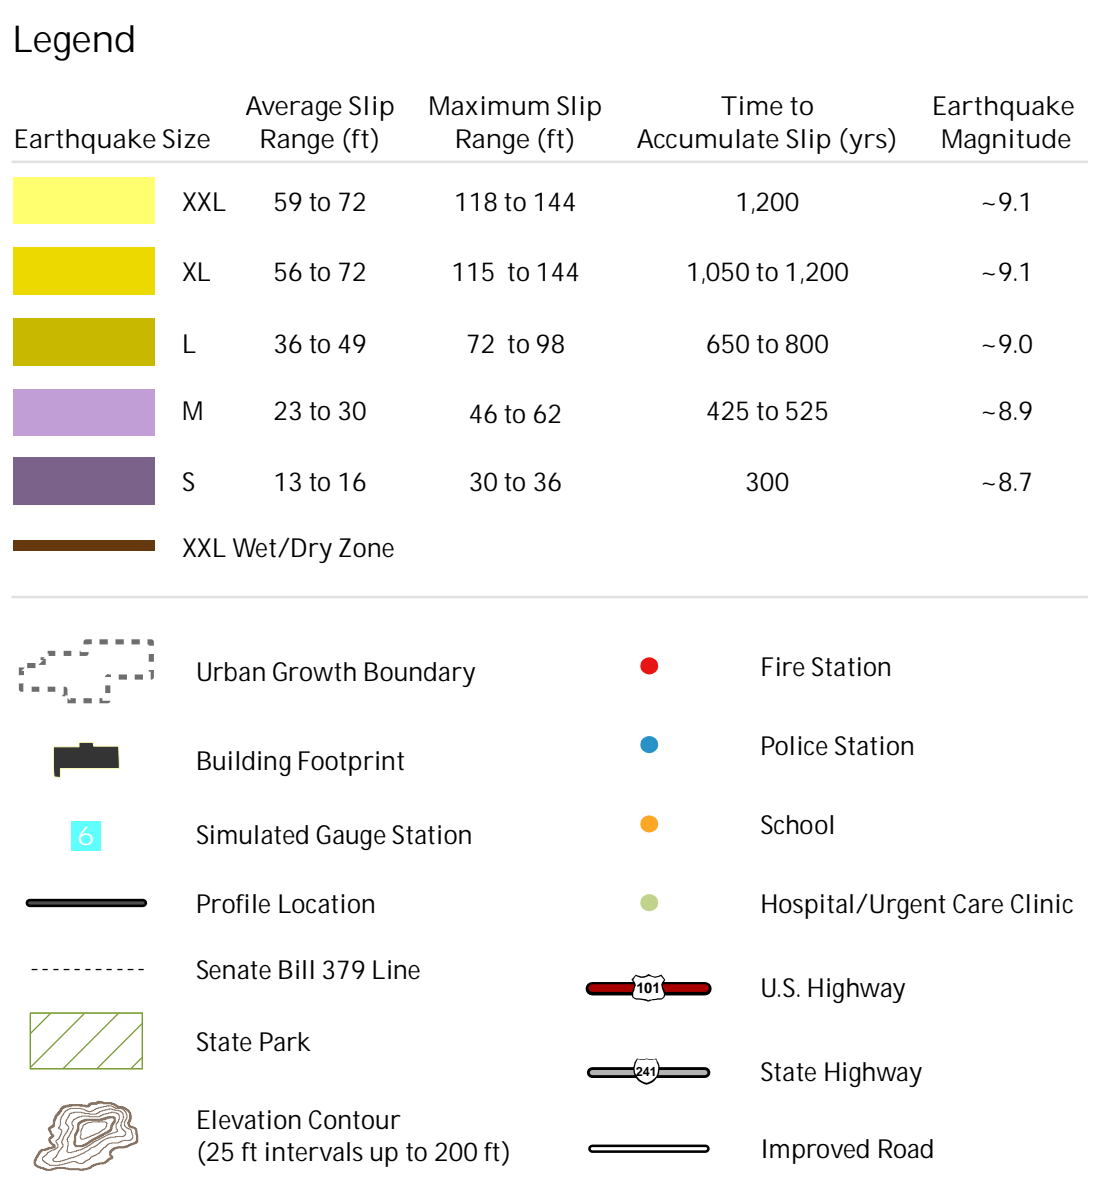 Legend
Earthquake Size
Average Slip
Range (ft)
Maximum Slip
Range (ft)
Time to
Accumulate Slip (yrs)
Earthquake
Magnitude
XXL 59 to 72 118 to 144 1,200 ~9.1
XL 56 to 72 115 to 144 1,050 to 1,200 ~9.1
L 36 to 49 72 to 98 650 to 800 ~9.0
M 23 to 30 46 to 62 425 to 525 ~8.9
S 13 to 16 30 to 36 300 ~8.7
XXL Wet/Dry Zone
Urban Growth Boundary
Building Footprint
6 Simulated Gauge Station
Profile Location
Senate Bill 379 Line
State Park
Elevation Contour
(25 ft intervals up to 200 ft)
Fire Station
Police Station
School
Hospital/Urgent Care Clinic
101 U.S. Highway
241 State Highway
Improved Road